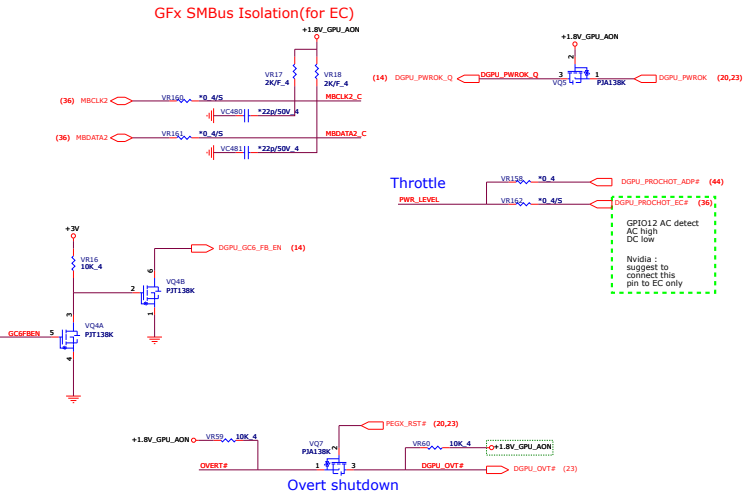 GFx SMBus Isolation(for EC)
+1.8V_GPU_AON
VR17
2K/F_4
VR18
2K/F_4
(36) MBCLK2
VR160
*0_4/S
MBCLK2_C
VC480
*22p/50V_4
(36) MBDATA2
VR161
*0_4/S
MBDATA2_C
VC481
*22p/50V_4
+1.8V_GPU_AON
2
(14) DGPU_PWROK_Q
DGPU_PWROK_Q
3
1
VQ5
PJA138K
DGPU_PWROK (20,23)
Throttle
PWR_LEVEL
VR158
*0_4
DGPU_PROCHOT_ADP# (44)
VR162
*0_4/S
DGPU_PROCHOT_EC# (36)
GPIO12 AC detect
AC high
DC low
Nvidia :
suggest to
connect this
pin to EC only
+3V
VR16
10K_4
DGPU_GC6_FB_EN (14)
6
2
VQ4B
PJT138K
1
3
GC6FBEN
5
VQ4A
PJT138K
4
+1.8V_GPU_AON
VR59
10K_4
OVERT#
VQ7
PJA138K
2
1
3
PEGX_RST# (20,23)
VR60
10K_4
+1.8V_GPU_AON
DGPU_OVT#
DGPU_OVT# (23)
Overt shutdown